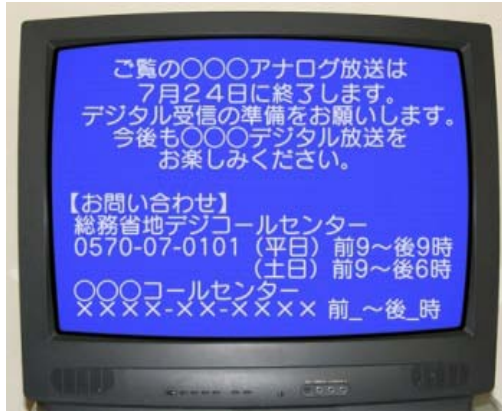 ご覧の○○○アナログ放送は
7月24日に終了します。
デジタル受信の準備をお願いします。
今後も○○○デジタル放送を
お楽しみください。
【お問い合わせ】
総務省地デジコールセンター
0570-07-0101（平日）前9～後9時
（土日）前9～後6時
○○○コールセンター
××××-××-×××× 前_～後_時